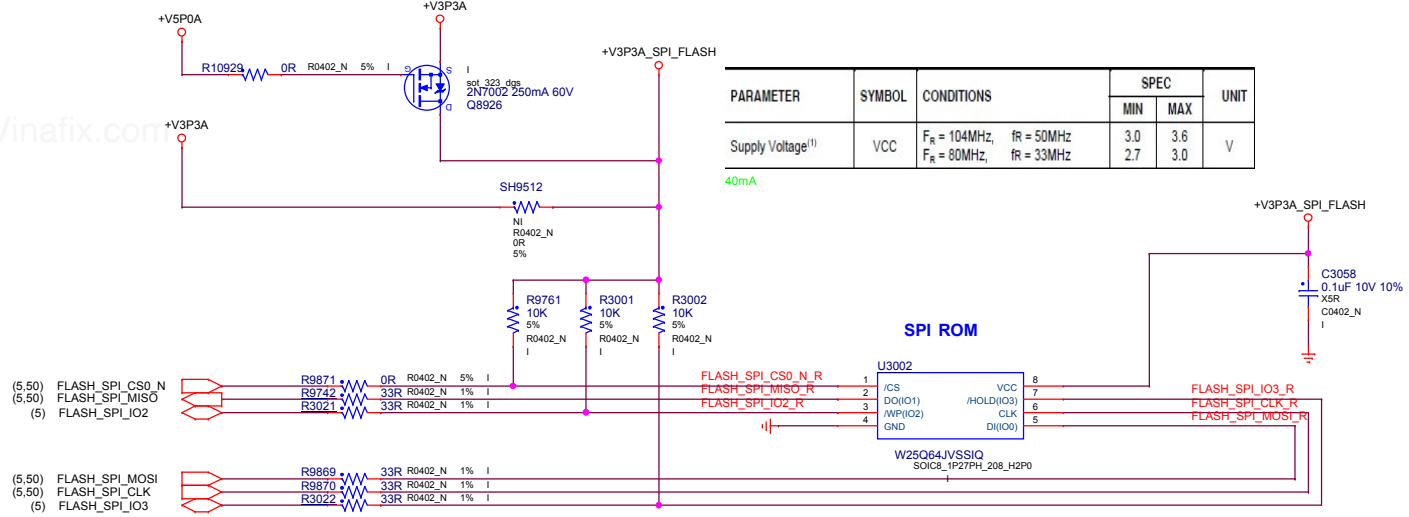 +V5P0A
+V3P3A
R10929
0R
R0402_N 5% I
G
S
D
I
sot_323_dgs
2N7002 250mA 60V
Q8926
+V3P3A_SPI_FLASH
Vinafix.com
+V3P3A
PARAMETER SYMBOL CONDITIONS SPEC UNIT
MIN MAX
Supply Voltage(1) VCC FR = 104MHz, fR = 50MHz 3.0 3.6 V
FR = 80MHz, fR = 33MHz 2.7 3.0
40mA
SH9512
NI
R0402_N
0R
5%
+V3P3A_SPI_FLASH
C3058
0.1uF 10V 10%
X5R
C0402_N
I
R9761
10K
5%
R0402_N
I
R3001
10K
5%
R0402_N
I
R3002
10K
5%
R0402_N
I
SPI ROM
U3002
(5,50) FLASH_SPI_CS0_N R9871 0R R0402_N 5% I FLASH_SPI_CS0_N_R 1 /CS
(5,50) FLASH_SPI_MISO R9742 33R R0402_N 1% I FLASH_SPI_MISO_R 2 DO(IO1)
(5) FLASH_SPI_IO2 R3021 33R R0402_N 1% I FLASH_SPI_IO2_R 3 /WP(IO2)
4 GND
VCC 8
/HOLD(IO3) 7 FLASH_SPI_IO3_R
CLK 6 FLASH_SPI_CLK_R
DI(IO0) 5 FLASH_SPI_MOSI_R
W25Q64JVSSIQ
SOIC8_1P27PH_208_H2P0
I
(5,50) FLASH_SPI_MOSI R9869 33R R0402_N 1% I
(5,50) FLASH_SPI_CLK R9870 33R R0402_N 1% I
(5) FLASH_SPI_IO3 R3022 33R R0402_N 1% I